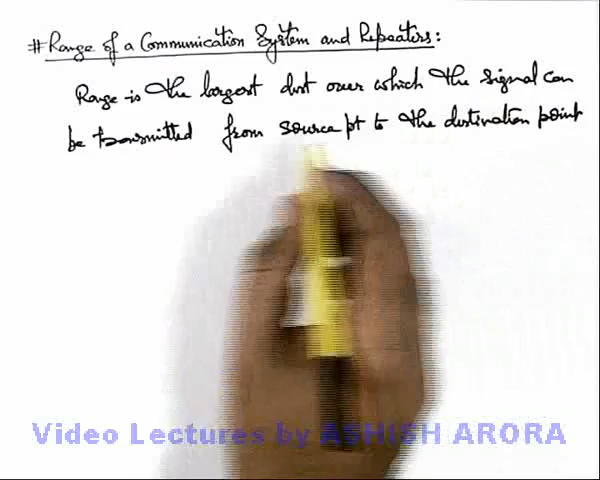 # Range of a Communication System and Repeaters:
Range is the largest dist over which the signal can
be transmitted from source pt to the destination point
Video Lectures by ASHISH ARORA